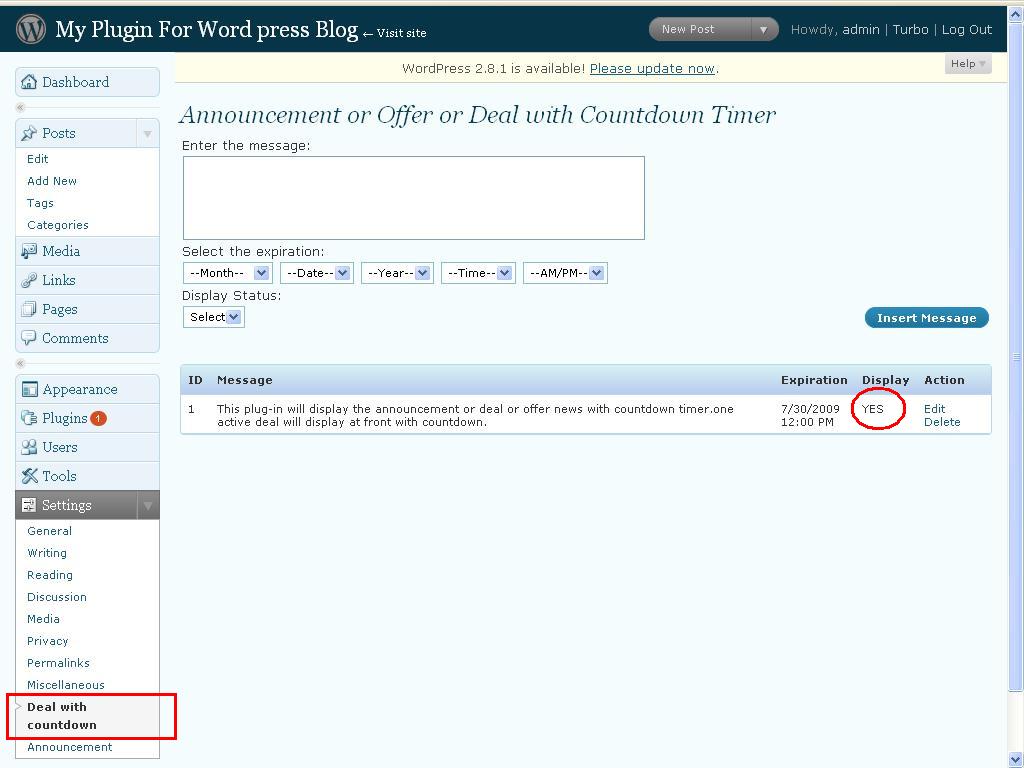 My Plugin For Word press Blog ← Visit site
New Post
Howdy, admin | Turbo | Log Out
WordPress 2.8.1 is available! Please update now.
Help
Dashboard
Posts
Edit
Add New
Tags
Categories
Media
Links
Pages
Comments
Appearance
Plugins 1
Users
Tools
Settings
General
Writing
Reading
Discussion
Media
Privacy
Permalinks
Miscellaneous
Deal with
countdown
Announcement
Announcement or Offer or Deal with Countdown Timer
Enter the message:
Select the expiration:
--Month-- --Date-- --Year-- --Time-- --AM/PM--
Display Status:
Select
Insert Message
ID Message Expiration Display Action
1 This plug-in will display the announcement or deal or offer news with countdown timer.one 7/30/2009 YES Edit
active deal will display at front with countdown. 12:00 PM Delete